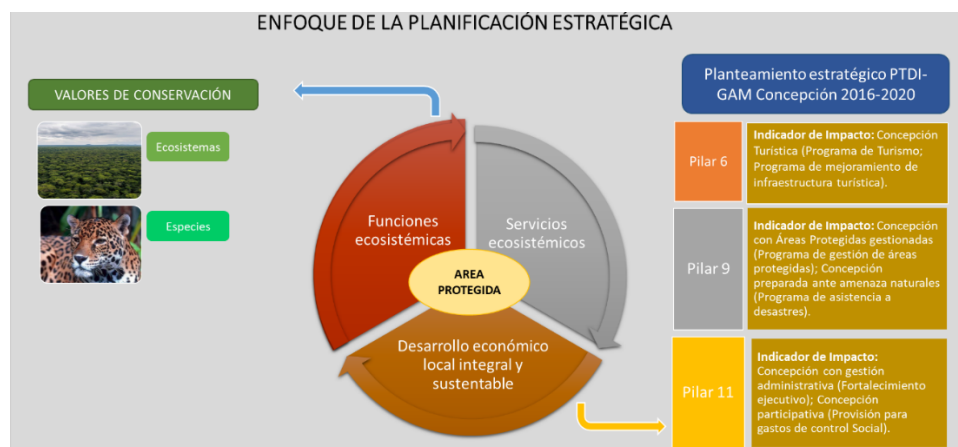 ENFOQUE DE LA PLANIFICACIÓN ESTRATÉGICA
VALORES DE CONSERVACIÓN
Ecosistemas
Especies
Funciones
ecosistémicas
Servicios
ecosistémicos
AREA
PROTEGIDA
Desarrollo económico
local integral y
sustentable
Planteamiento estratégico PTDI-
GAM Concepción 2016-2020
Pilar 6
Indicador de Impacto: Concepción
Turística (Programa de Turismo;
Programa de mejoramiento de
infraestructura turística).
Pilar 9
Indicador de Impacto: Concepción
con Áreas Protegidas gestionadas
(Programa de gestión de áreas
protegidas); Concepción
preparada ante amenaza naturales
(Programa de asistencia a
desastres).
Pilar 11
Indicador de Impacto:
Concepción con gestión
administrativa (Fortalecimiento
ejecutivo); Concepción
participativa (Provisión para
gastos de control Social).